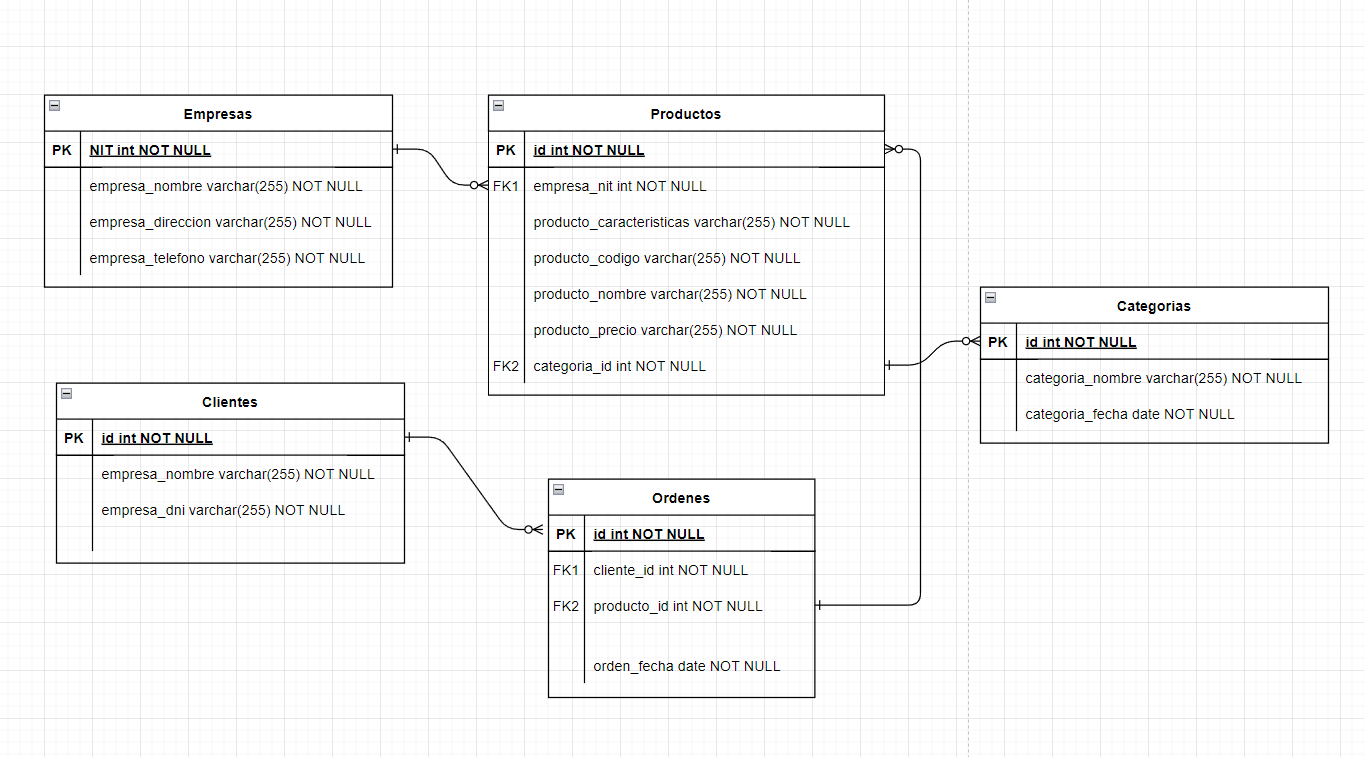 Empresas
PK NIT int NOT NULL
empresa_nombre varchar(255) NOT NULL
empresa_direccion varchar(255) NOT NULL
empresa_telefono varchar(255) NOT NULL
Productos
PK id int NOT NULL
FK1 empresa_nit int NOT NULL
producto_caracteristicas varchar(255) NOT NULL
producto_codigo varchar(255) NOT NULL
producto_nombre varchar(255) NOT NULL
producto_precio varchar(255) NOT NULL
FK2 categoria_id int NOT NULL
Categorias
PK id int NOT NULL
categoria_nombre varchar(255) NOT NULL
categoria_fecha date NOT NULL
Clientes
PK id int NOT NULL
empresa_nombre varchar(255) NOT NULL
empresa_dni varchar(255) NOT NULL
Ordenes
PK id int NOT NULL
FK1 cliente_id int NOT NULL
FK2 producto_id int NOT NULL
orden_fecha date NOT NULL